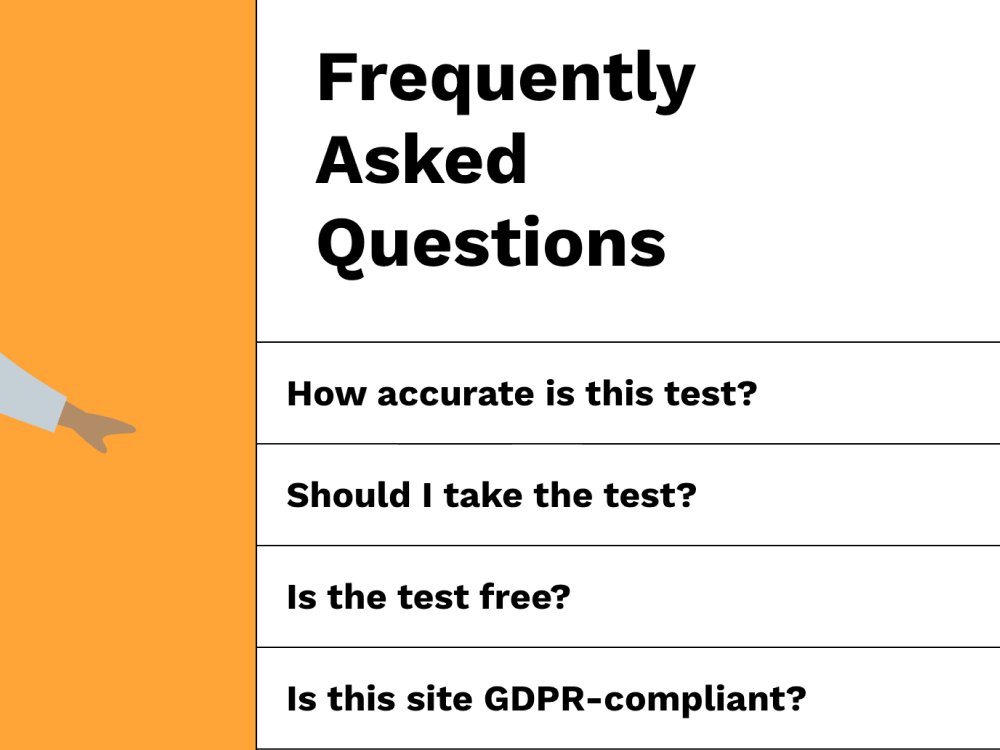 Frequently
Asked
Questions
How accurate is this test?
Should I take the test?
Is the test free?
Is this site GDPR-compliant?